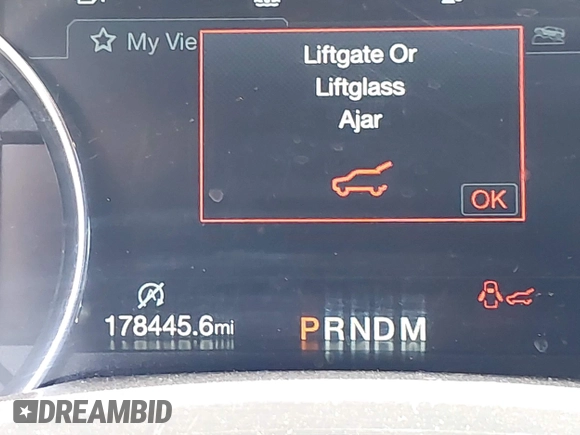 My Vie
Liftgate Or
Liftglass
Ajar
OK
178445.6mi
PRNDM
DREAMBID